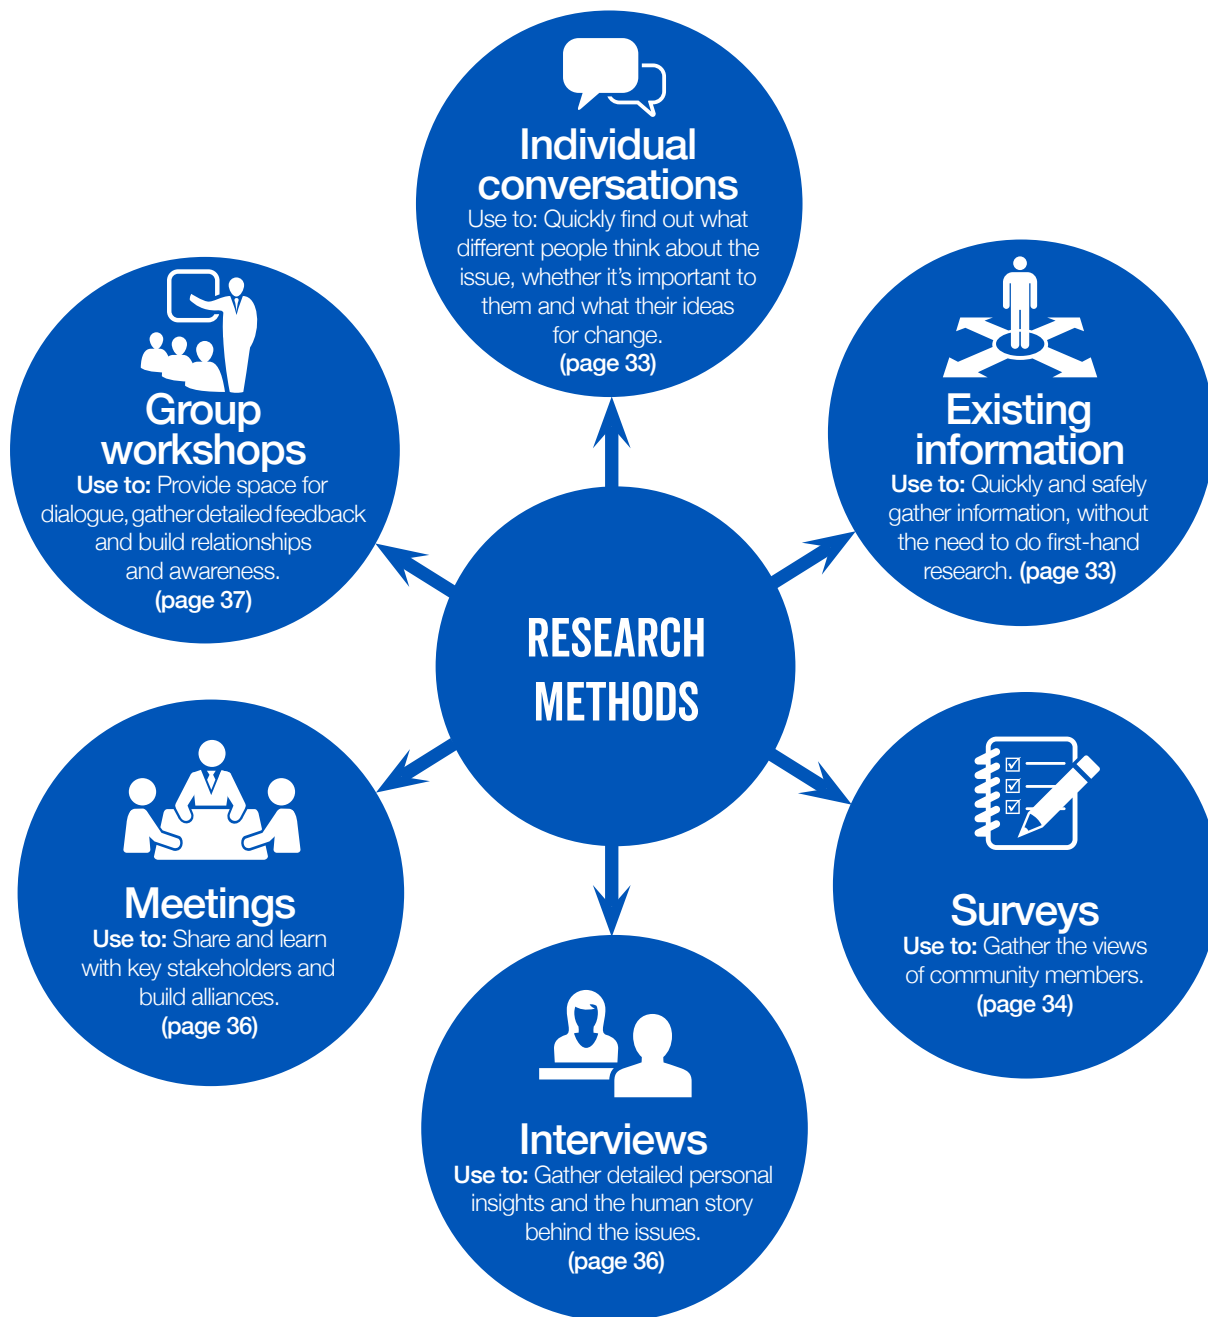 Individual
conversations
Use to: Quickly find out what
different people think about the
issue, whether it's important to
them and what their ideas
for change.
(page 33)
Existing
information
Use to: Quickly and safely
gather information, without
the need to do first-hand
research. (page 33)
Group
workshops
Use to: Provide space for
dialogue, gather detailed feedback
and build relationships
and awareness.
(page 37)
RESEARCH
METHODS
Meetings
Use to: Share and learn
with key stakeholders and
build alliances.
(page 36)
Surveys
Use to: Gather the views
of community members.
(page 34)
Interviews
Use to: Gather detailed personal
insights and the human story
behind the issues.
(page 36)